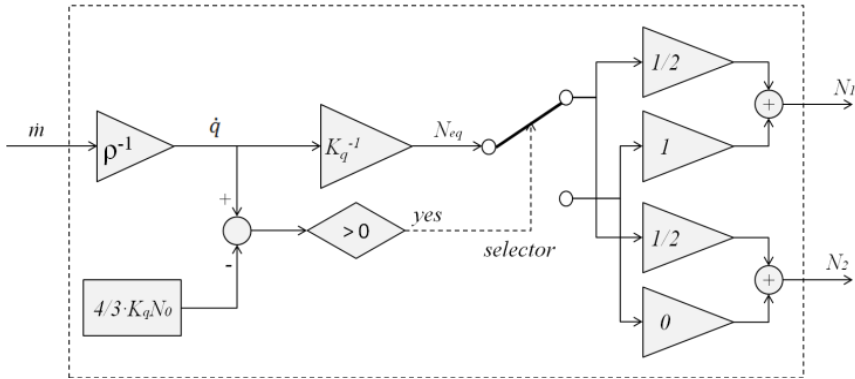 1/2
N₁
+
ṁ
ρ⁻¹
q̇
K_q⁻¹
N_eq
1
+
> 0
yes
selector
1/2
-
N₂
+
4/3·K_qN₀
0